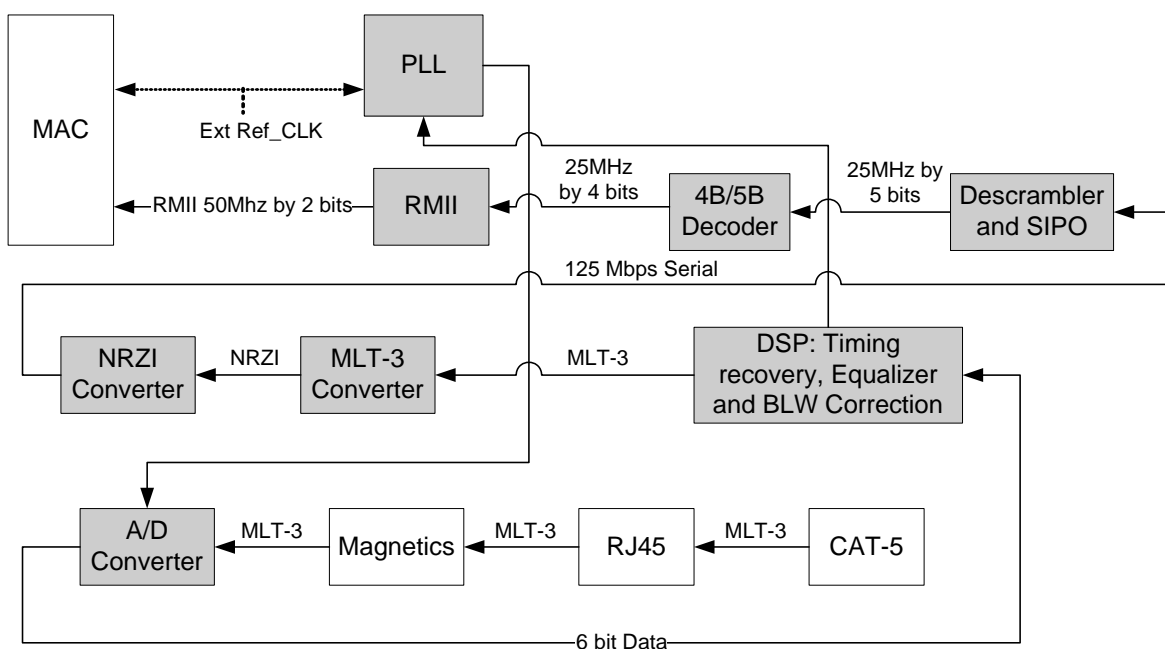 PLL
MAC
Ext Ref_CLK
25MHz
by 4 bits
25MHz by
5 bits
RMII 50Mhz by 2 bits
RMII
4B/5B
Decoder
Descrambler
and SIPO
125 Mbps Serial
NRZI
Converter
NRZI
MLT-3
Converter
MLT-3
DSP: Timing
recovery, Equalizer
and BLW Correction
A/D
Converter
MLT-3
Magnetics
MLT-3
RJ45
MLT-3
CAT-5
6 bit Data